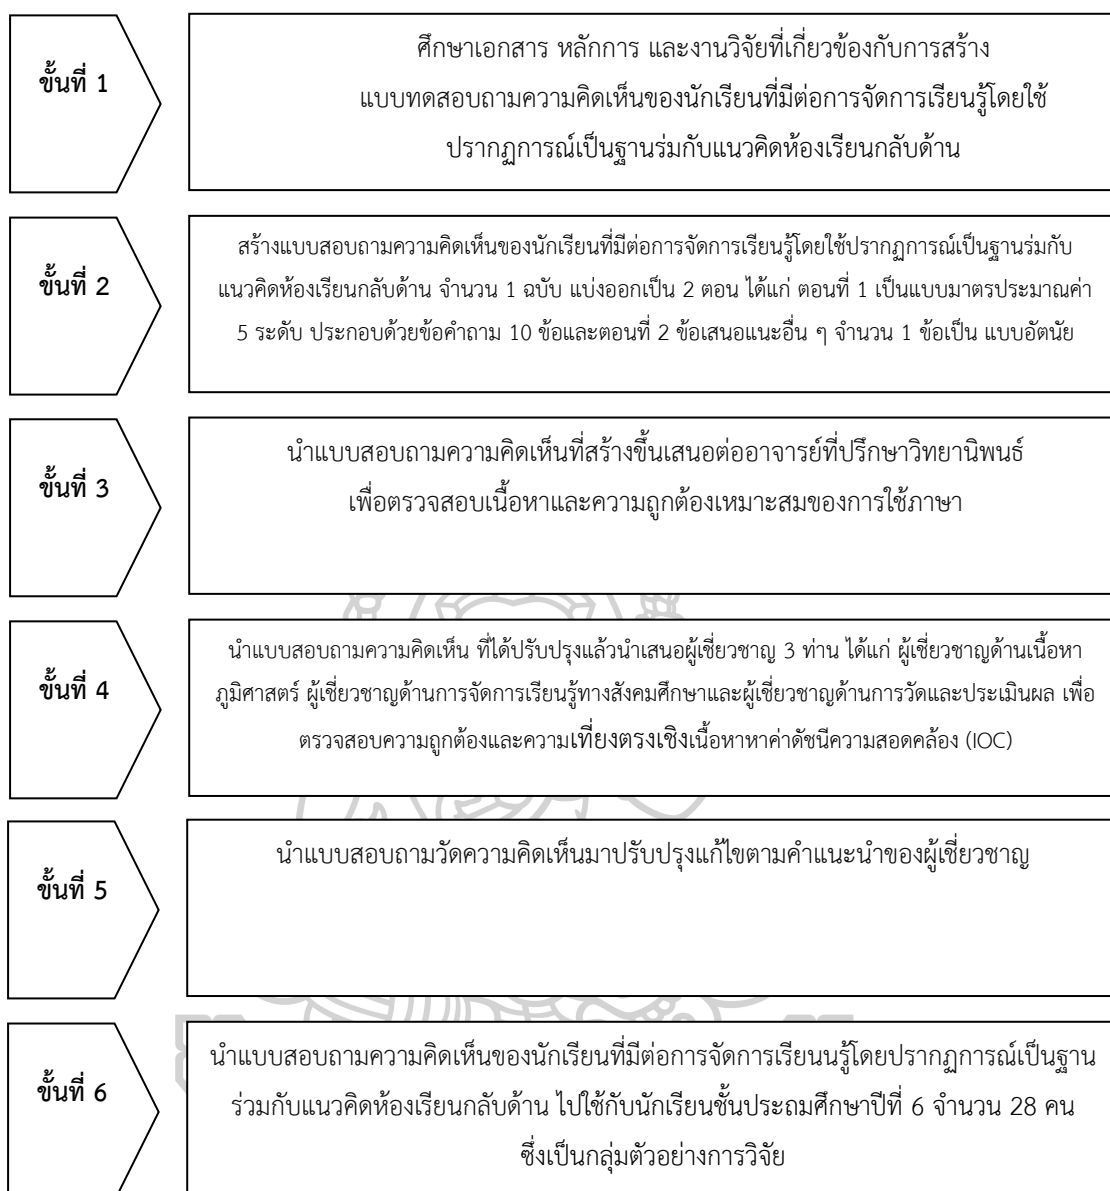 ขั้นที่ 1
ศึกษาเอกสาร หลักการ และงานวิจัยที่เกี่ยวข้องกับการสร้าง
แบบทดสอบถามความคิดเห็นของนักเรียนที่มีต่อการจัดการเรียนรู้โดยใช้
ปรากฏการณ์เป็นฐานร่มกับแนวคิดห้องเรียนกลับด้าน
ขั้นที่ 2
สร้างแบบสอบถามความคิดเห็นของนักเรียนที่มีต่อการจัดการเรียนรู้โดยใช้ปรากฏการณ์เป็นฐานร่มกับ
แนวคิดห้องเรียนกลับด้าน จำนวน 1 ฉบับ แบ่งออกเป็น 2 ตอน ได้แก่ ตอนที่ 1 เป็นแบบมาตรประมาณค่า
5 ระดับ ประกอบด้วยข้อคำถาม 10 ข้อและตอนที่ 2 ข้อเสนอแนะอื่น ๆ จำนวน 1 ข้อเป็น แบบอัตนัย
ขั้นที่ 3
นำแบบสอบถามความคิดเห็นที่สร้างขึ้นเสนอต่ออาจารย์ที่ปรึกษาวิทยานิพนธ์
เพื่อตรวจสอบเนื้อหาและความถูกต้องเหมาะสมของการใช้ภาษา
ขั้นที่ 4
นำแบบสอบถามความคิดเห็น ที่ได้ปรับปรุงแล้วนำเสนอผู้เชี่ยวชาญ 3 ท่าน ได้แก่ ผู้เชี่ยวชาญด้านเนื้อหา
ภูมิศาสตร์ ผู้เชี่ยวชาญด้านการจัดการเรียนรู้ทางสังคมศึกษาและผู้เชี่ยวชาญด้านการวัดและประเมินผล เพื่อ
ตรวจสอบความถูกต้องและความเที่ยงตรงเชิงเนื้อหาหาค่าดัชนีความสอดคล้อง (IOC)
ขั้นที่ 5
นำแบบสอบถามวัดความคิดเห็นมาปรับปรุงแก้ไขตามคำแนะนำของผู้เชี่ยวชาญ
ขั้นที่ 6
นำแบบสอบถามความคิดเห็นของนักเรียนที่มีต่อการจัดการเรียนนรู้โดยปรากฏการณ์เป็นฐาน
ร่วมกับแนวคิดห้องเรียนกลับด้าน ไปใช้กับนักเรียนชั้นประถมศึกษาปีที่ 6 จำนวน 28 คน
ซึ่งเป็นกลุ่มตัวอย่างการวิจัย